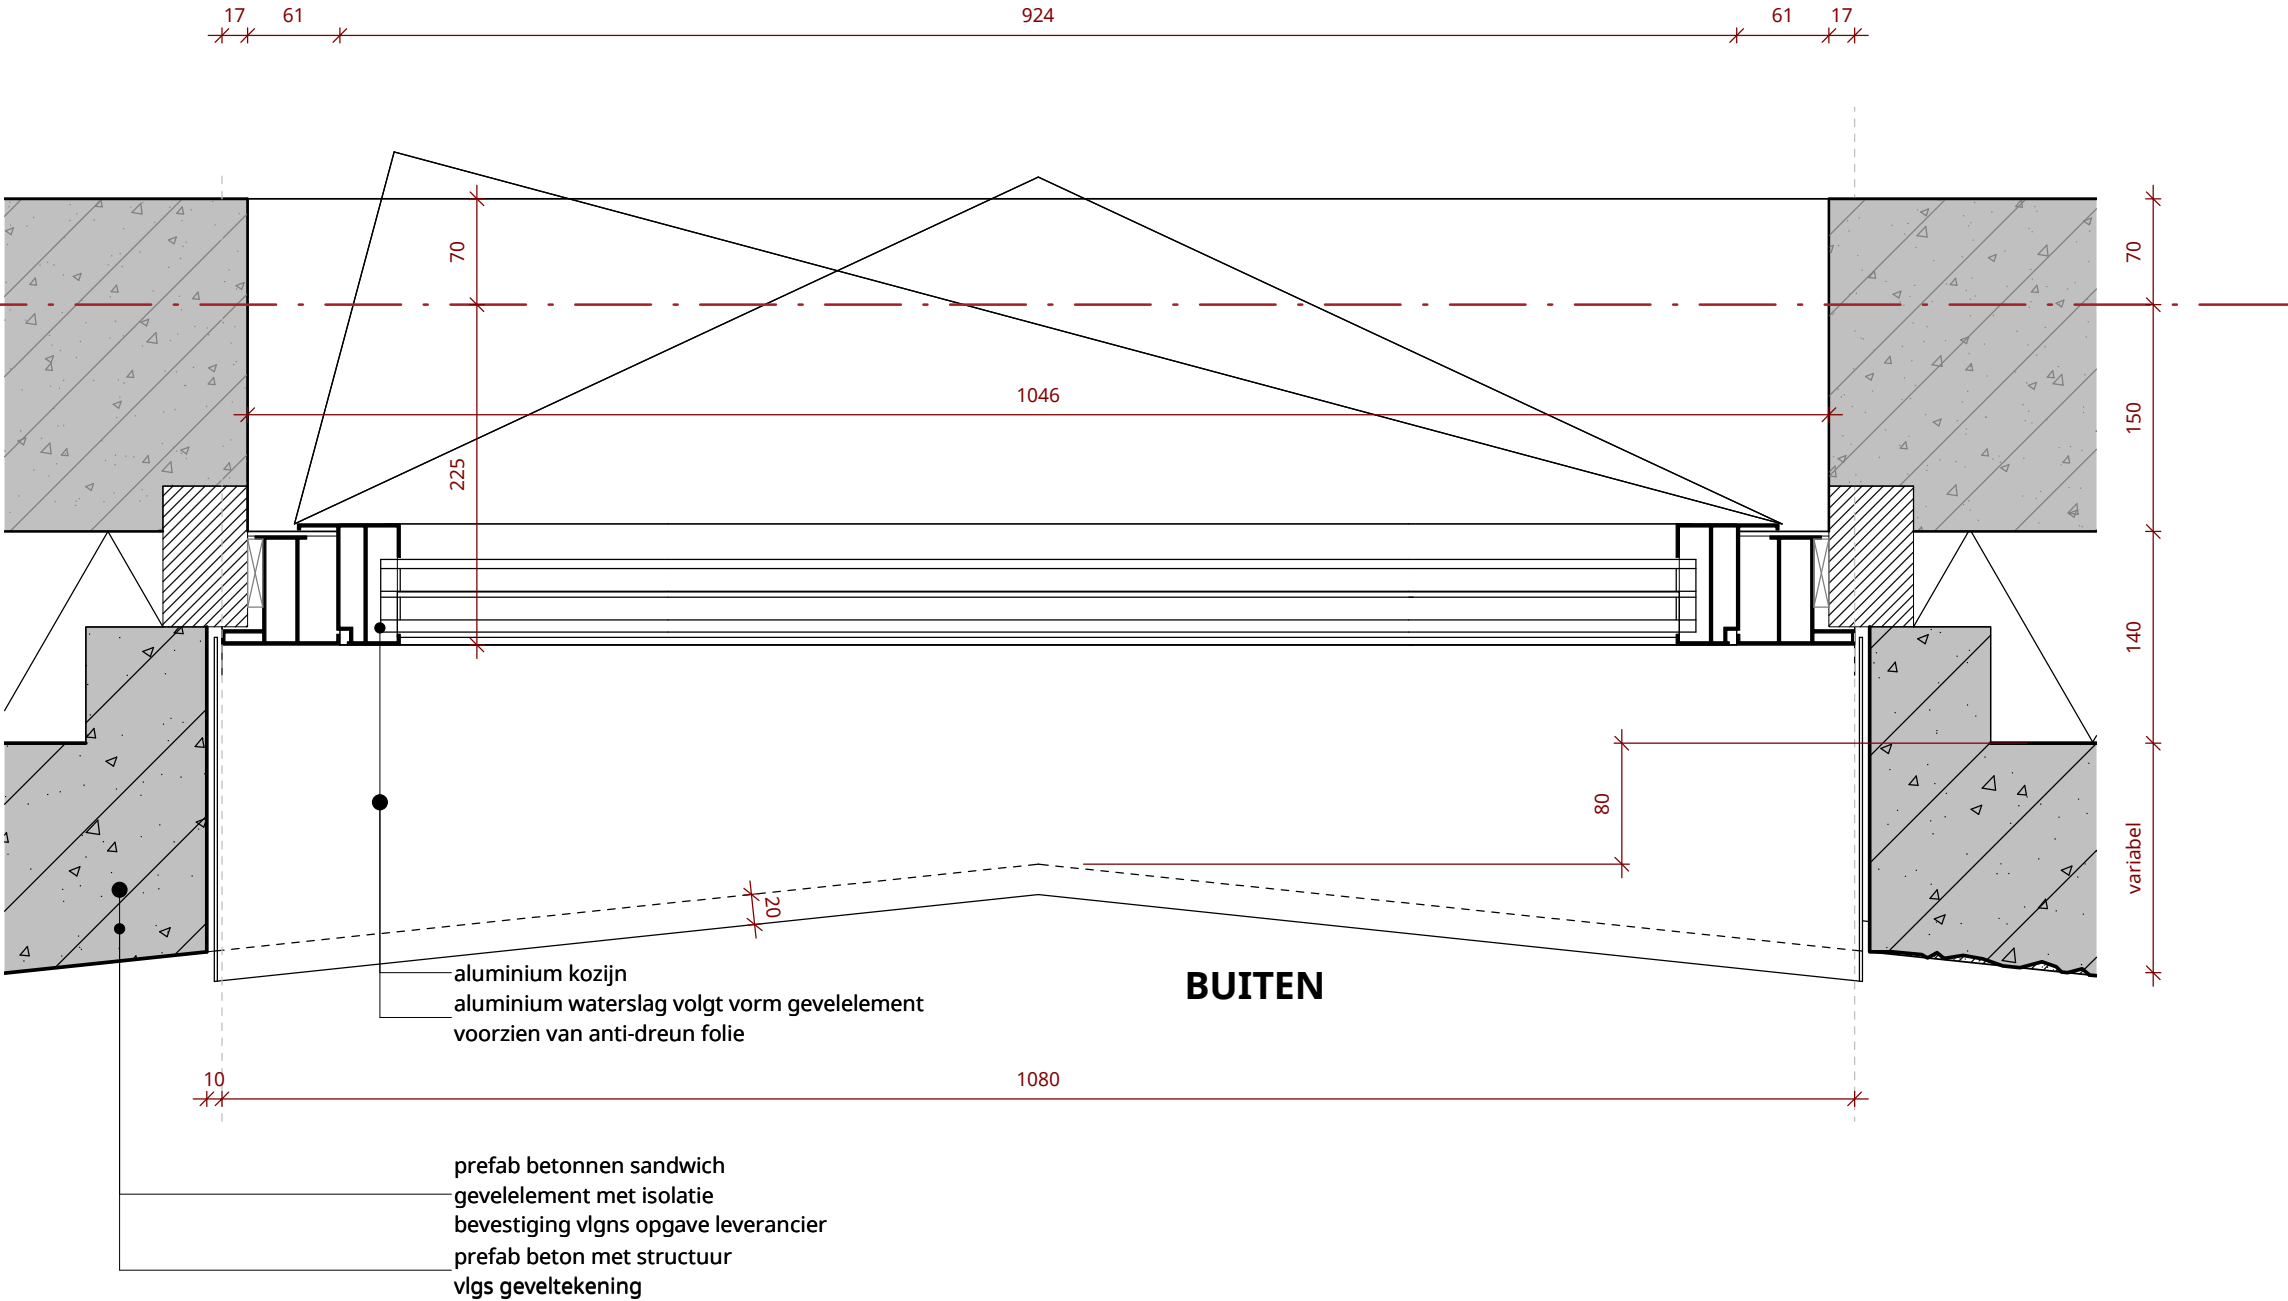 17
61
924
61
17
70
70
1046
150
225
140
80
variabel
20
aluminium kozijn
aluminium waterslag volgt vorm gevelelement
voorzien van anti-dreun folie
BUITEN
10
1080
prefab betonnen sandwich
gevelelement met isolatie
bevestiging vlgns opgave leverancier
prefab beton met structuur
vlgs geveltekening